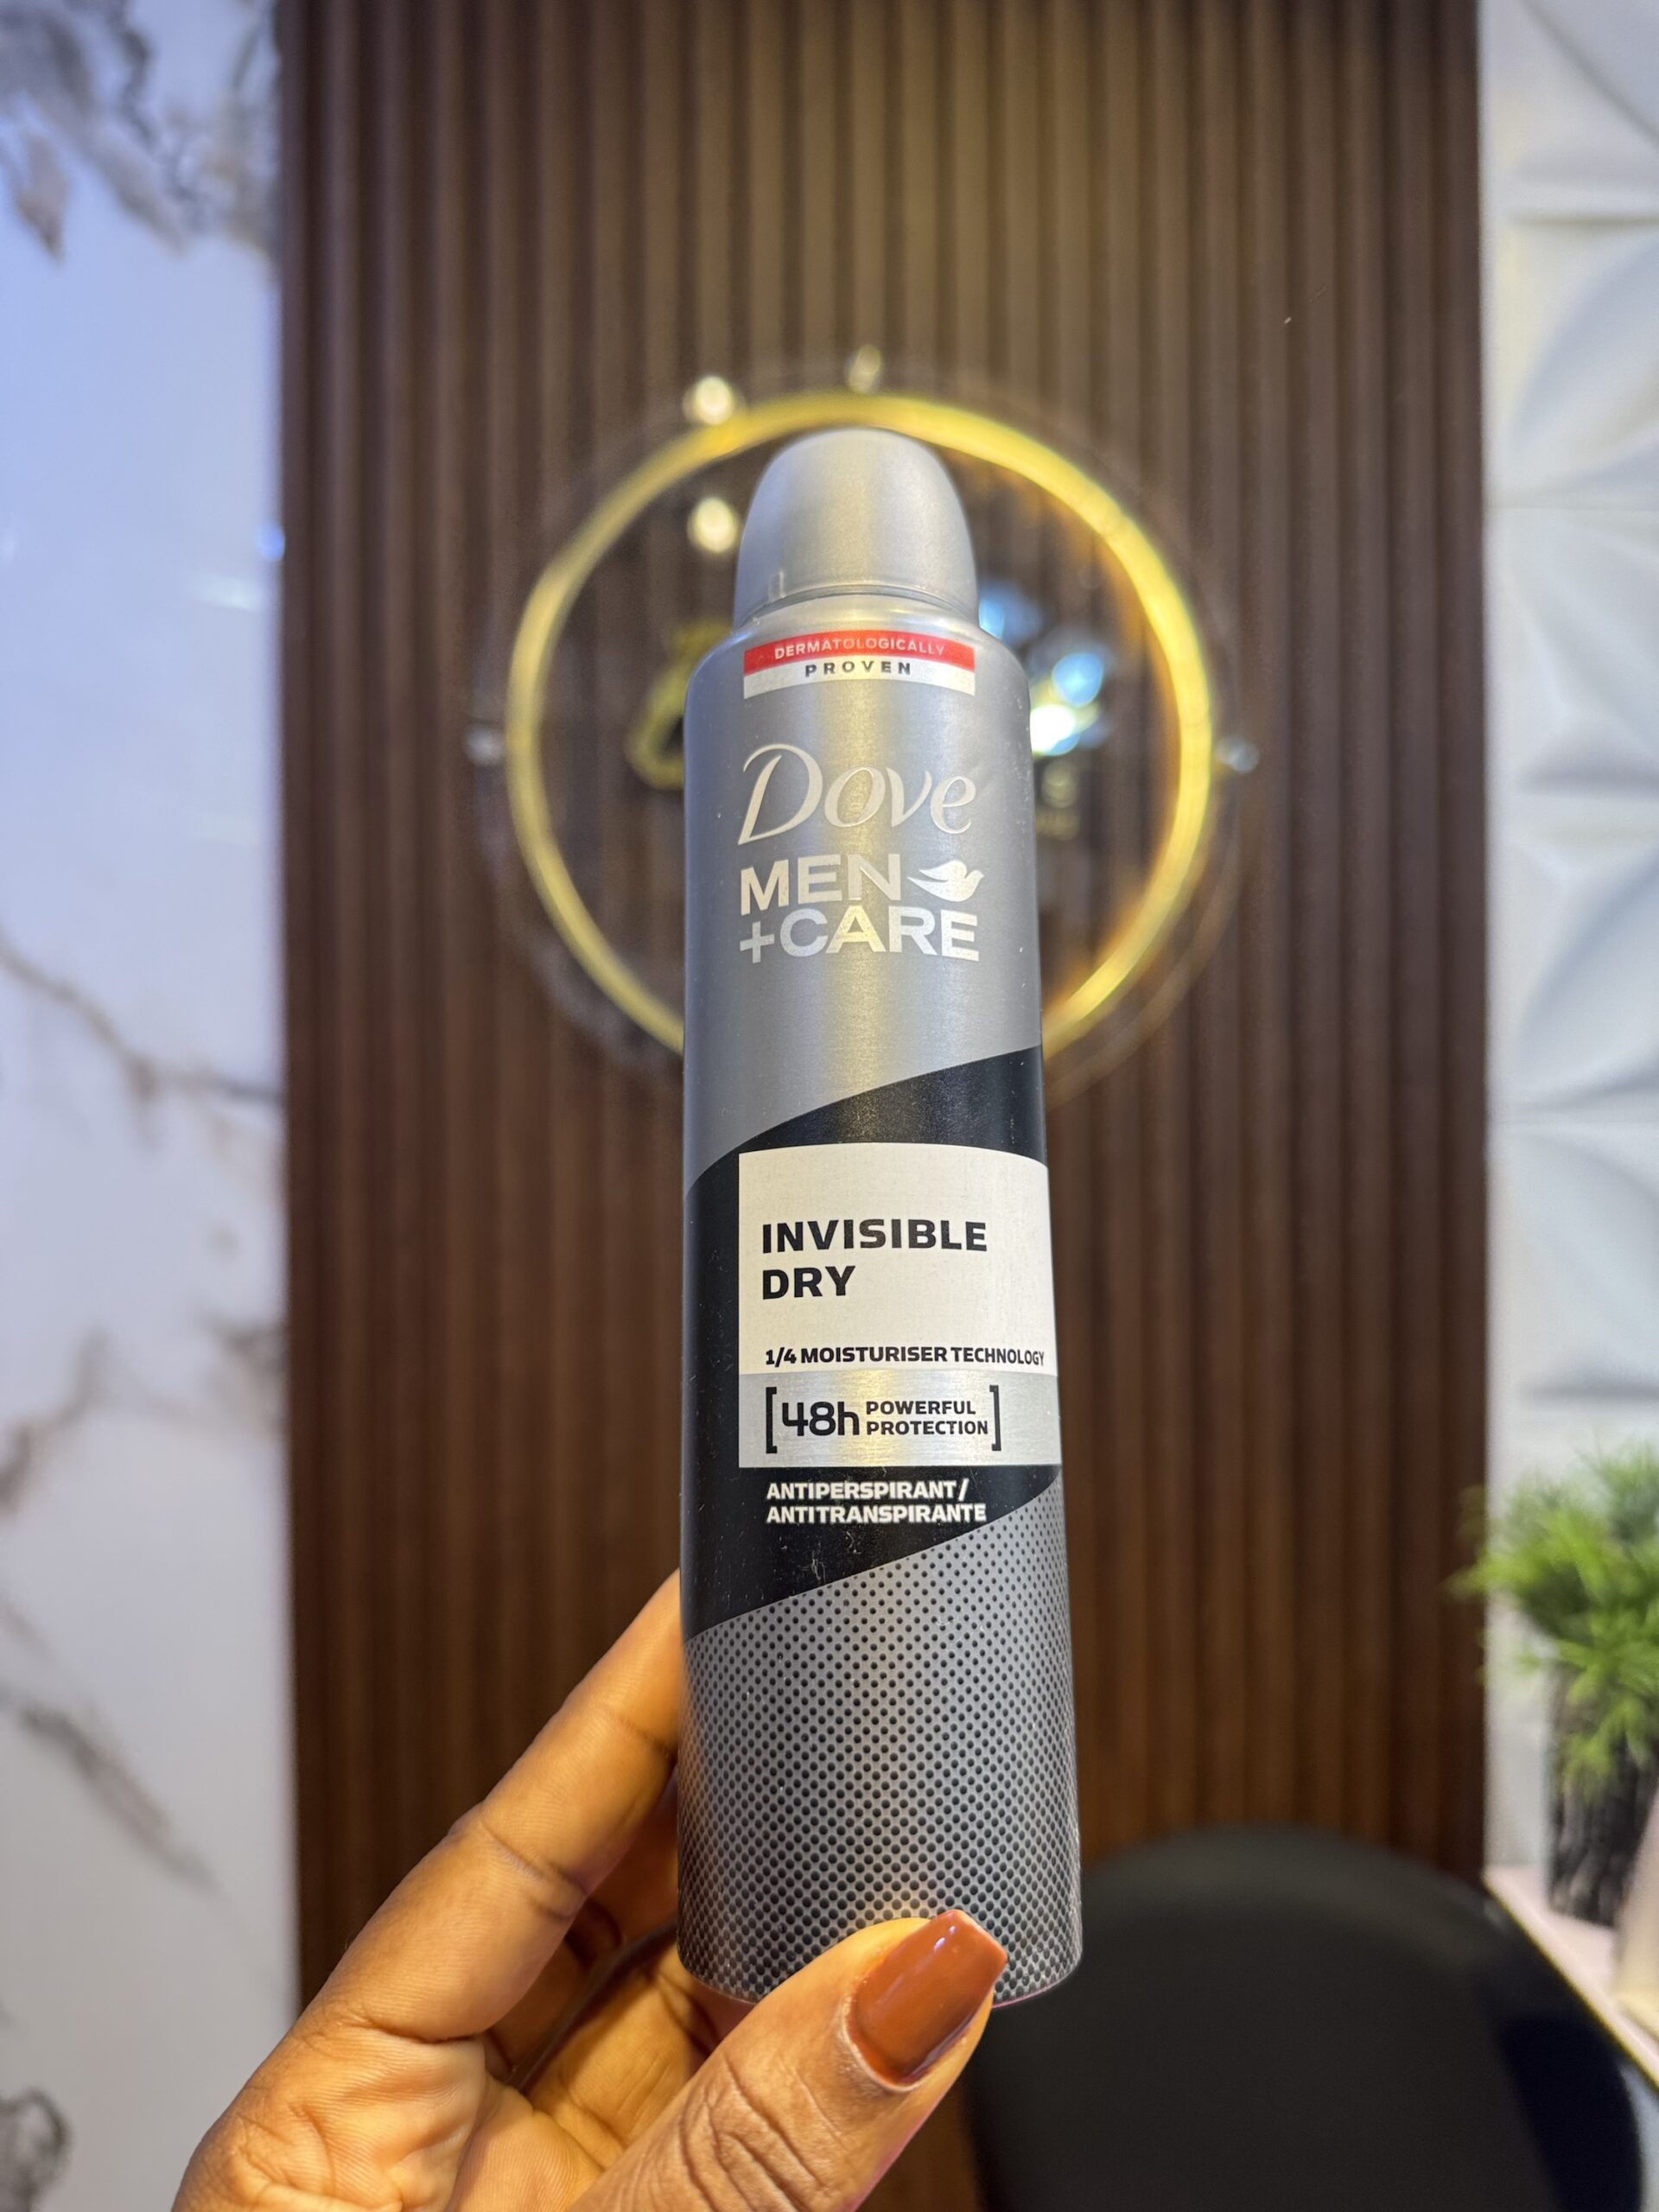 DERMATOLOGICALLY
PROVEN
Dove
MEN
+CARE
INVISIBLE
DRY
1/4 MOISTURISER TECHNOLOGY
[48h POWERFUL
PROTECTION]
ANTIPERSPIRANT/
ANTITRANSPIRANTE